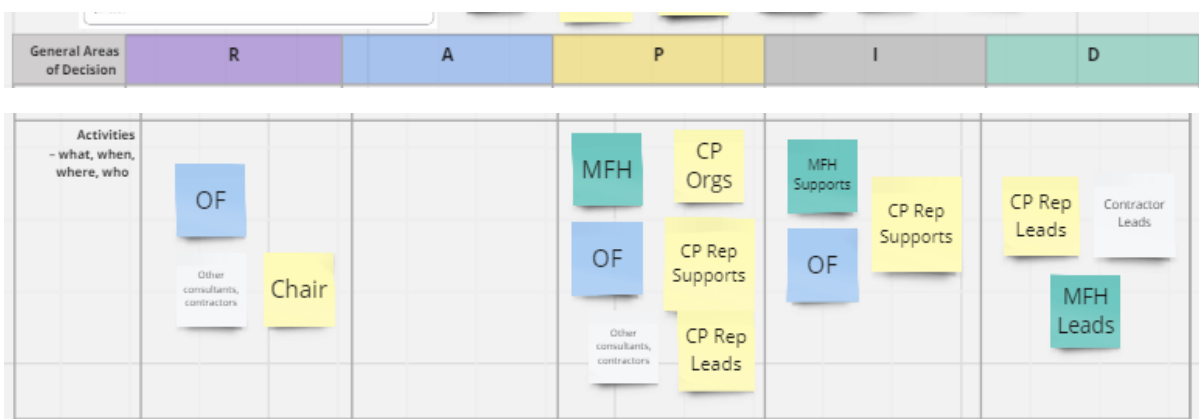 General Areas
of Decision
R
A
P
I
D
Activities
– what, when,
where, who
OF
Other
consultants,
contractors
Chair
MFH
CP
Orgs
OF
CP Rep
Supports
Other
consultants,
contractors
CP Rep
Leads
MFH
Supports
OF
CP Rep
Supports
CP Rep
Leads
Contractor
Leads
MFH
Leads